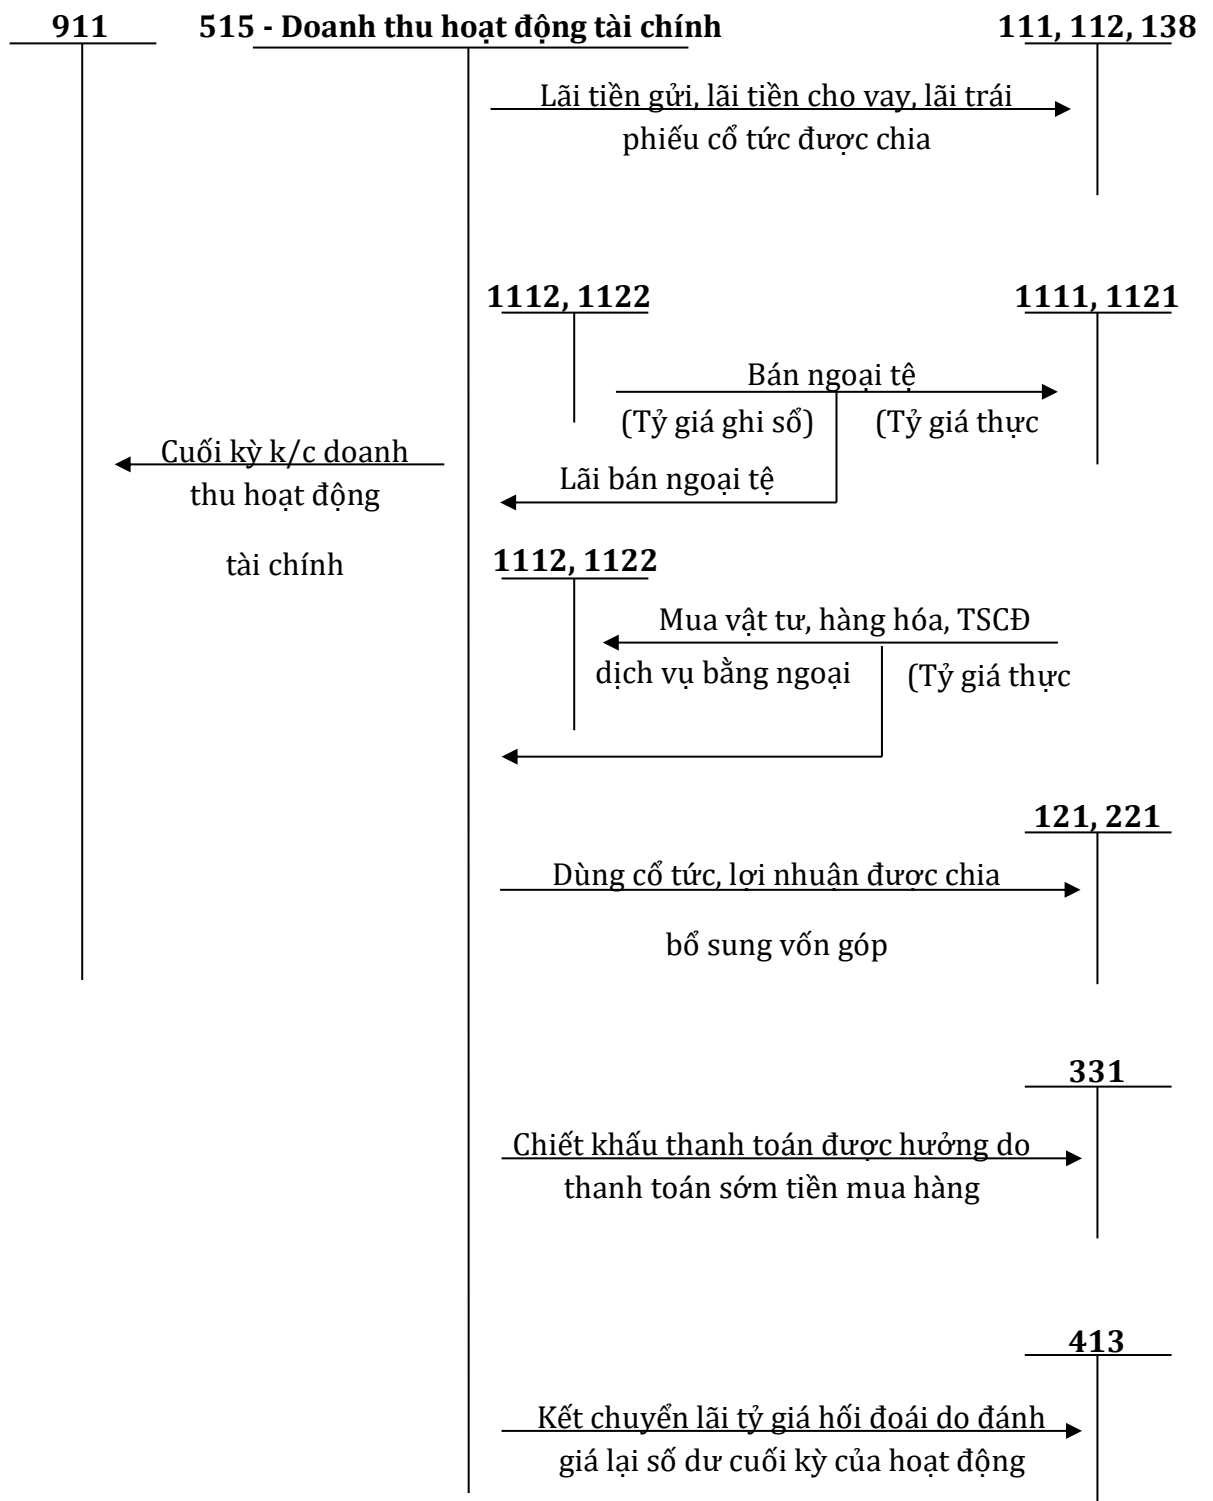 911 515 - Doanh thu hoạt động tài chính 111, 112, 138
Lãi tiền gửi, lãi tiền cho vay, lãi trái
phiếu cổ tức được chia
1112, 1122 1111, 1121
Bán ngoại tệ
(Tỷ giá ghi sổ) (Tỷ giá thực
Cuối kỳ k/c doanh
thu hoạt động
tài chính
Lãi bán ngoại tệ
1112, 1122
Mua vật tư, hàng hóa, TSCĐ
dịch vụ bằng ngoại (Tỷ giá thực
121, 221
Dùng cổ tức, lợi nhuận được chia
bổ sung vốn góp
331
Chiết khấu thanh toán được hưởng do
thanh toán sớm tiền mua hàng
413
Kết chuyển lãi tỷ giá hối đoái do đánh
giá lại số dư cuối kỳ của hoạt động